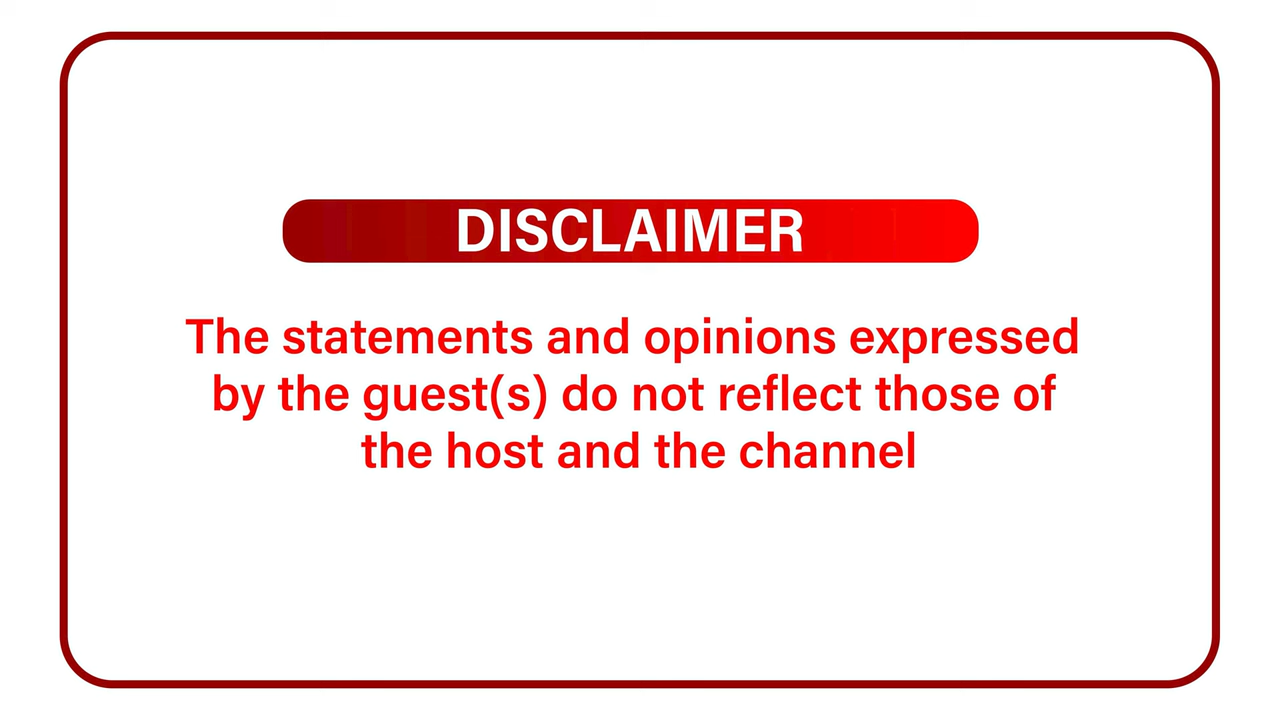 DISCLAIMER
The statements and opinions expressed
by the guest(s) do not reflect those of
the host and the channel